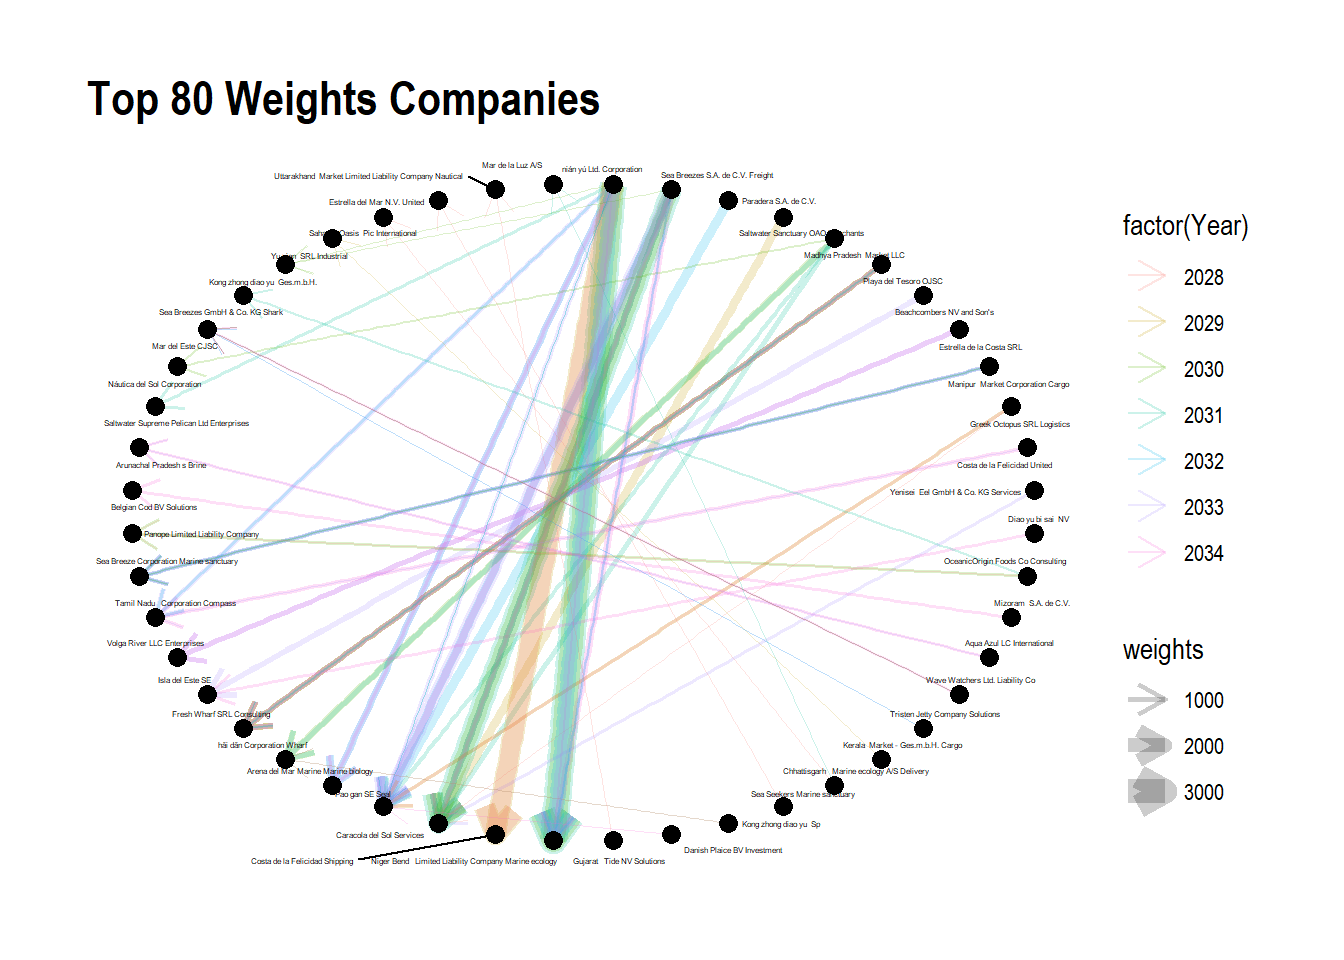 Top 80 Weights Companies
Mar de la Luz A/S
nián yú Ltd. Corporation
Uttarakhand Market Limited Liability Company Nautical
Sea Breezes S.A. de C.V. Freight
Estrella del Mar N.V. United
Paradera S.A. de C.V.
Oasis Pic International
Saltwater Sanctuary OAO
SRL Industrial
Madhya Pradesh Market LLC
Kong zhong diao yu Ges.m.b.H.
Playa del Tesoro OJSC
Sea Breezes GmbH & Co. KG Shark
Beachcombers NV and Son's
Mar del Este CJSC
Estrella de la Costa SRL
Náutica del Sol Corporation
Manipur Market Corporation Cargo
Saltwater Supreme Pelican Ltd Enterprises
Greek Octopus SRL Logistics
Arunachal Pradesh s Brine
Costa de la Felicidad United
Belgian Cod BV Solutions
Yenisei Eel GmbH & Co. KG Services
Panope Limited Liability Company
Diao yu bi sai NV
Sea Breeze Corporation Marine sanctuary
OceanicOrigin Foods Co Consulting
Tamil Nadu Corporation Compass
Mizoram S.A. de C.V.
Volga River LLC Enterprises
Aqua Azul LC International
Isla del Este SE
Wave Watchers Ltd. Liability Co
Fresh Wharf SRL Consulting
Tristen Jetty Company Solutions
hǎi dǎn Corporation Wharf
Kerala Market - Ges.m.b.H. Cargo
Arena del Mar Marine Marine biology
Chhattisgarh Marine ecology A/S Delivery
Pao gan SE Seal
Sea Seekers Marine sanctuary
Caracola del Sol Services
Kong zhong diao yu Sp
Danish Plaice BV Investment
Costa de la Felicidad Shipping
Niger Bend Limited Liability Company Marine ecology
Gujarat Tide NV Solutions
factor(Year)
2028
2029
2030
2031
2032
2033
2034
weights
1000
2000
3000